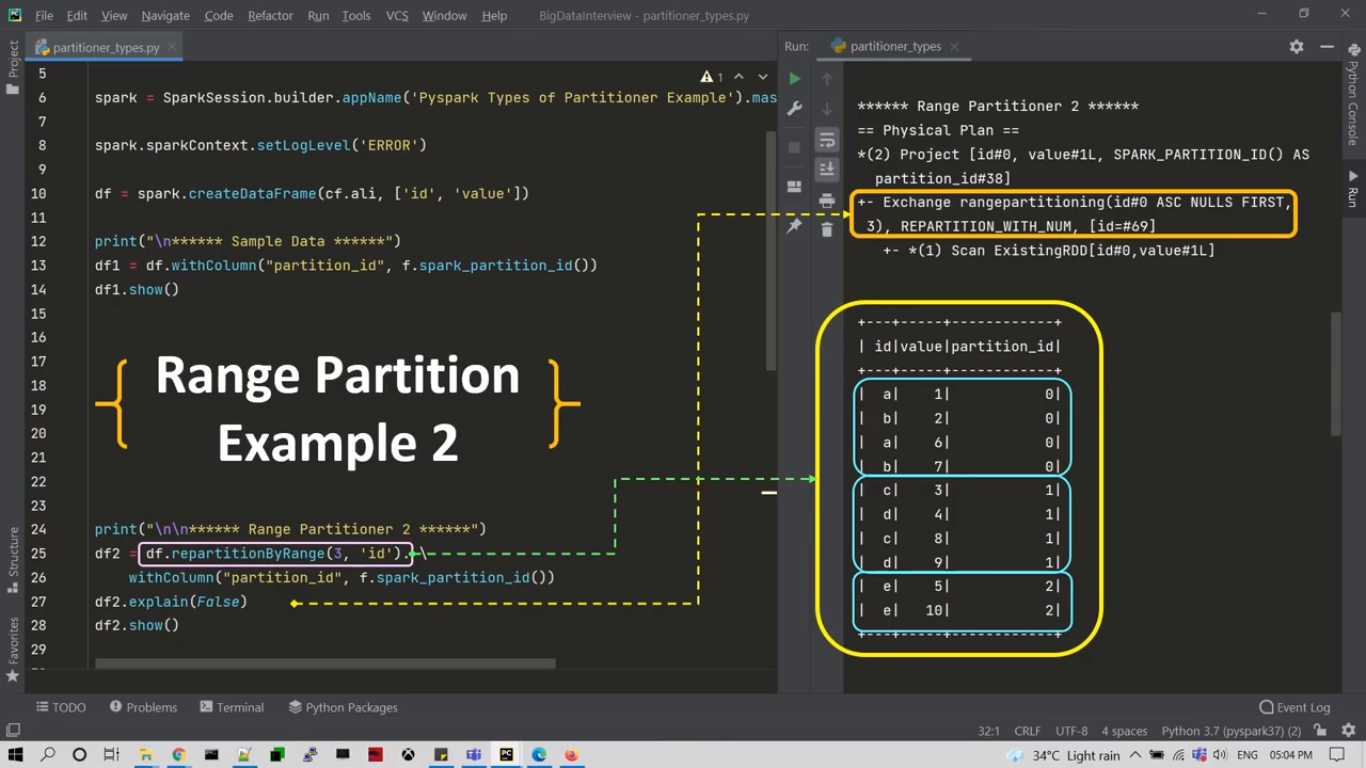 File Edit View Navigate Code Refactor Run Tools VCS Window Help BigDataInterview - partitioner_types.py
partitioner_types.py
Run: partitioner_types
Project
Structure
Favorites
Python Console
Run
1
5
6 spark = SparkSession.builder.appName('Pyspark Types of Partitioner Example').mas
7
8 spark.sparkContext.setLogLevel('ERROR')
9
10 df = spark.createDataFrame(cf.ali, ['id', 'value'])
11
12 print("\n****** Sample Data ******")
13 df1 = df.withColumn("partition_id", f.spark_partition_id())
14 df1.show()
15
16
17
18
19
20
21
22
23
24 print("\n\n****** Range Partitioner 2 ******")
25 df2 = df.repartitionByRange(3, 'id'). \
26 withColumn("partition_id", f.spark_partition_id())
27 df2.explain(False)
28 df2.show()
29
Range Partition
Example 2
****** Range Partitioner 2 ******
== Physical Plan ==
*(2) Project [id#0, value#1L, SPARK_PARTITION_ID() AS
partition_id#38]
+- Exchange rangepartitioning(id#0 ASC NULLS FIRST,
3), REPARTITION_WITH_NUM, [id=#69]
+- *(1) Scan ExistingRDD[id#0,value#1L]
+---+-----+------------+
| id|value|partition_id|
+---+-----+------------+
| a| 1| 0|
| b| 2| 0|
| a| 6| 0|
| b| 7| 0|
| c| 3| 1|
| d| 4| 1|
| c| 8| 1|
| d| 9| 1|
| e| 5| 2|
| e| 10| 2|
+---+-----+------------+
TODO Problems Terminal Python Packages Event Log
32:1 CRLF UTF-8 4 spaces Python 3.7 (pyspark37) (2)
34°C Light rain ENG 05:04 PM